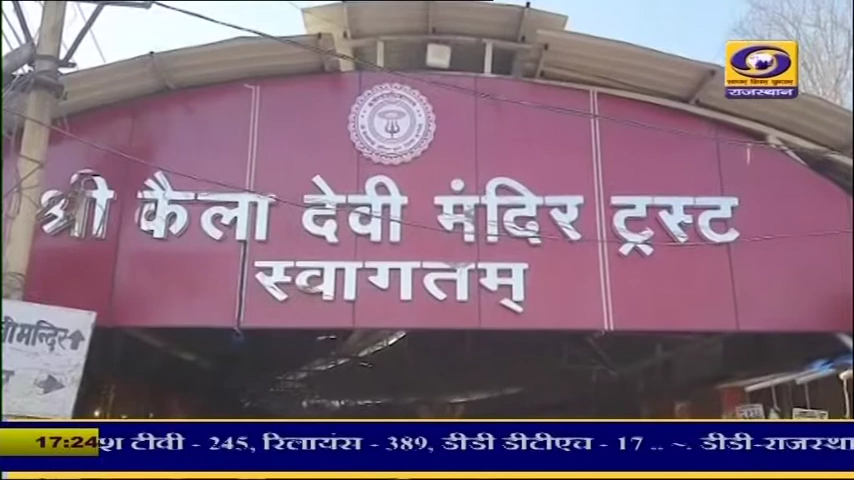 राजस्थान
श्री कैला देवी मंदिर ट्रस्ट
स्वागतम्
मन्दिर
17:24
टीवी - 245, रिलायंस - 389, डीडी डीटीएच - 17 .. ~. डीडी-राजस्था